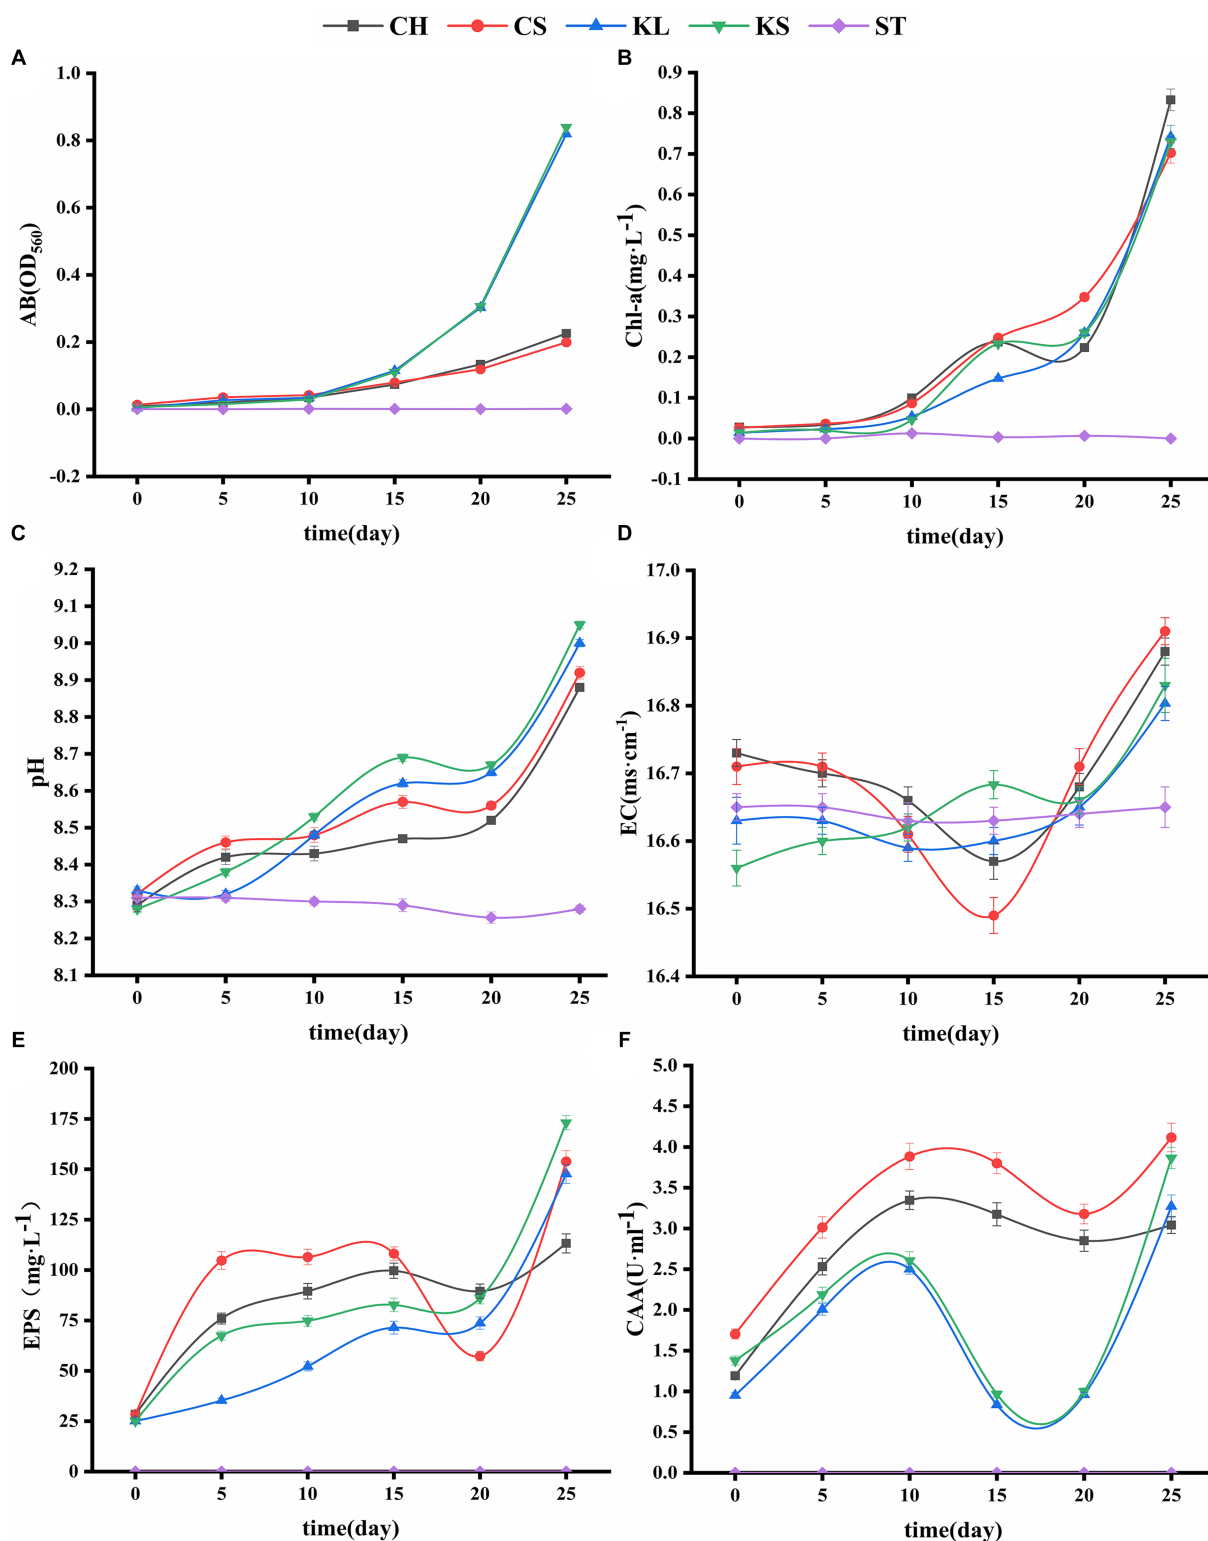 CH CS KL KS ST
A
1.0
0.8
0.6
0.4
0.2
0.0
-0.2
AB(OD560)
0 5 10 15 20 25
time(day)
B
0.9
0.8
0.7
0.6
0.5
0.4
0.3
0.2
0.1
0.0
-0.1
Chl-a(mg·L-1)
0 5 10 15 20 25
time(day)
C
9.2
9.1
9.0
8.9
8.8
8.7
8.6
8.5
8.4
8.3
8.2
8.1
pH
0 5 10 15 20 25
time(day)
D
17.0
16.9
16.8
16.7
16.6
16.5
16.4
EC(ms·cm-1)
0 5 10 15 20 25
time(day)
E
200
175
150
125
100
75
50
25
0
EPS（mg·L-1）
0 5 10 15 20 25
time(day)
F
5.0
4.5
4.0
3.5
3.0
2.5
2.0
1.5
1.0
0.5
0.0
CAA(U·ml-1)
0 5 10 15 20 25
time(day)